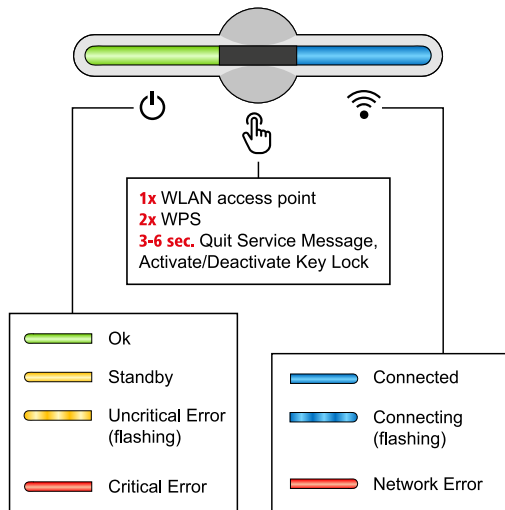 1x WLAN access point
2x WPS
3-6 sec. Quit Service Message,
Activate/Deactivate Key Lock
Ok
Standby
Uncritical Error
(flashing)
Critical Error
Connected
Connecting
(flashing)
Network Error